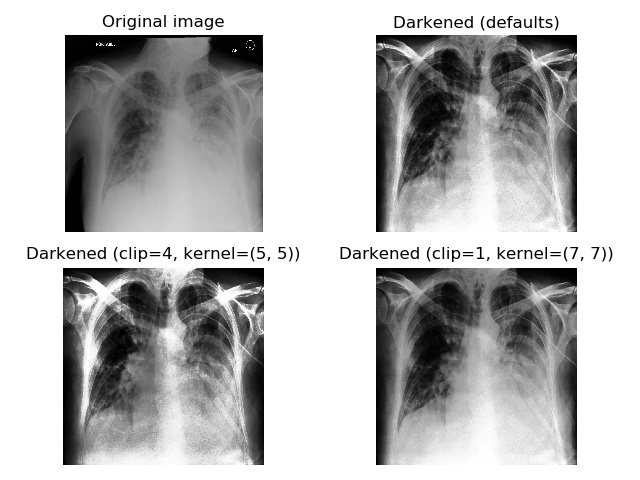 Original image
Darkened (defaults)
Darkened (clip=4, kernel=(5, 5))
Darkened (clip=1, kernel=(7, 7))